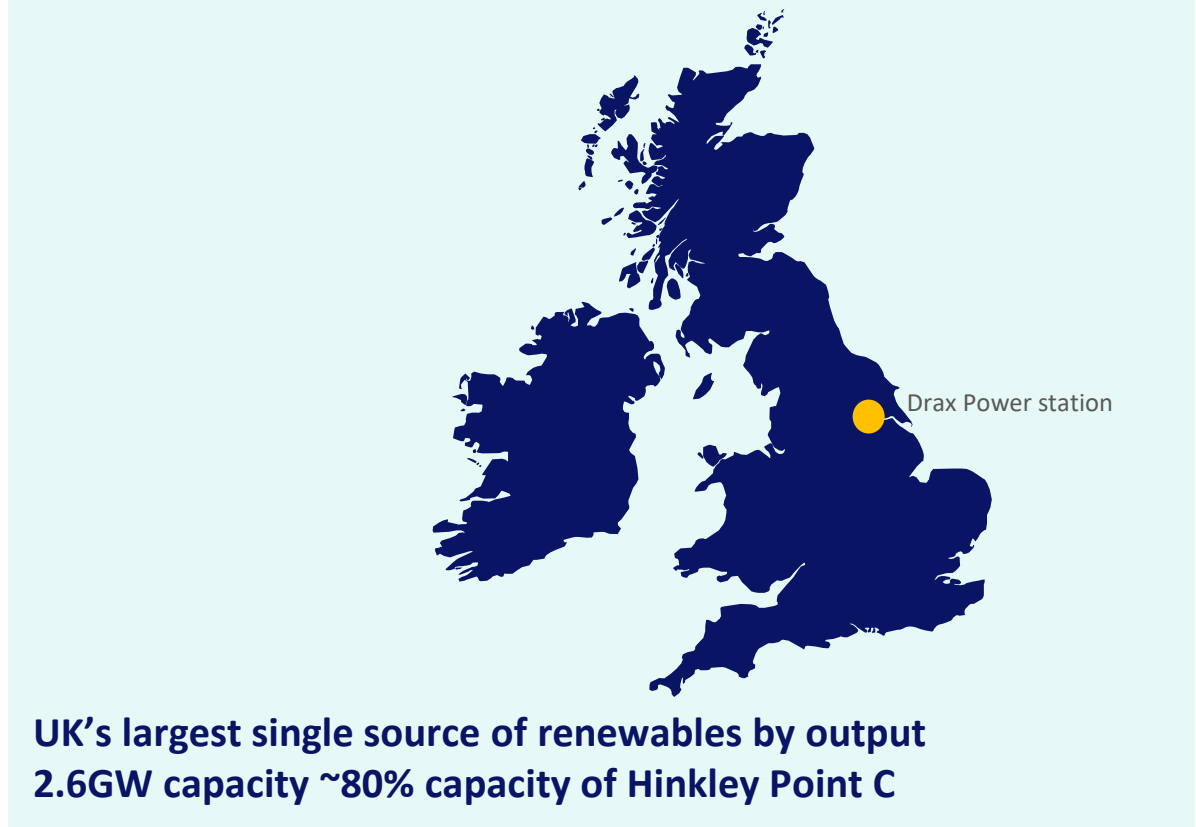 Drax Power station
UK’s largest single source of renewables by output
2.6GW capacity ~80% capacity of Hinkley Point C